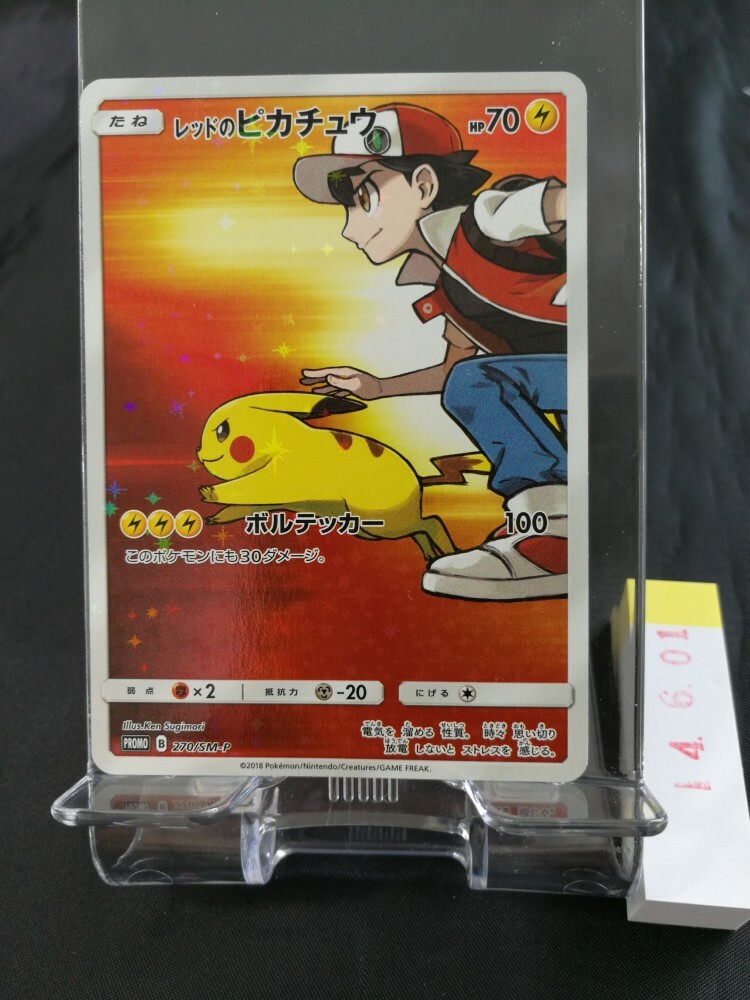 たね レッドのピカチュウ HP70
ボルテッカー 100
このポケモンにも30ダメージ。
弱点 ×2 抵抗力 -20 にげる
Illus.Ken Sugimori
電気を 溜める 性質。時々 思い切り
放電 しないと ストレスを 感じる。
PROMO B 270/SM-P
©2018 Pokémon/Nintendo/Creatures/GAME FREAK.
14.6.01